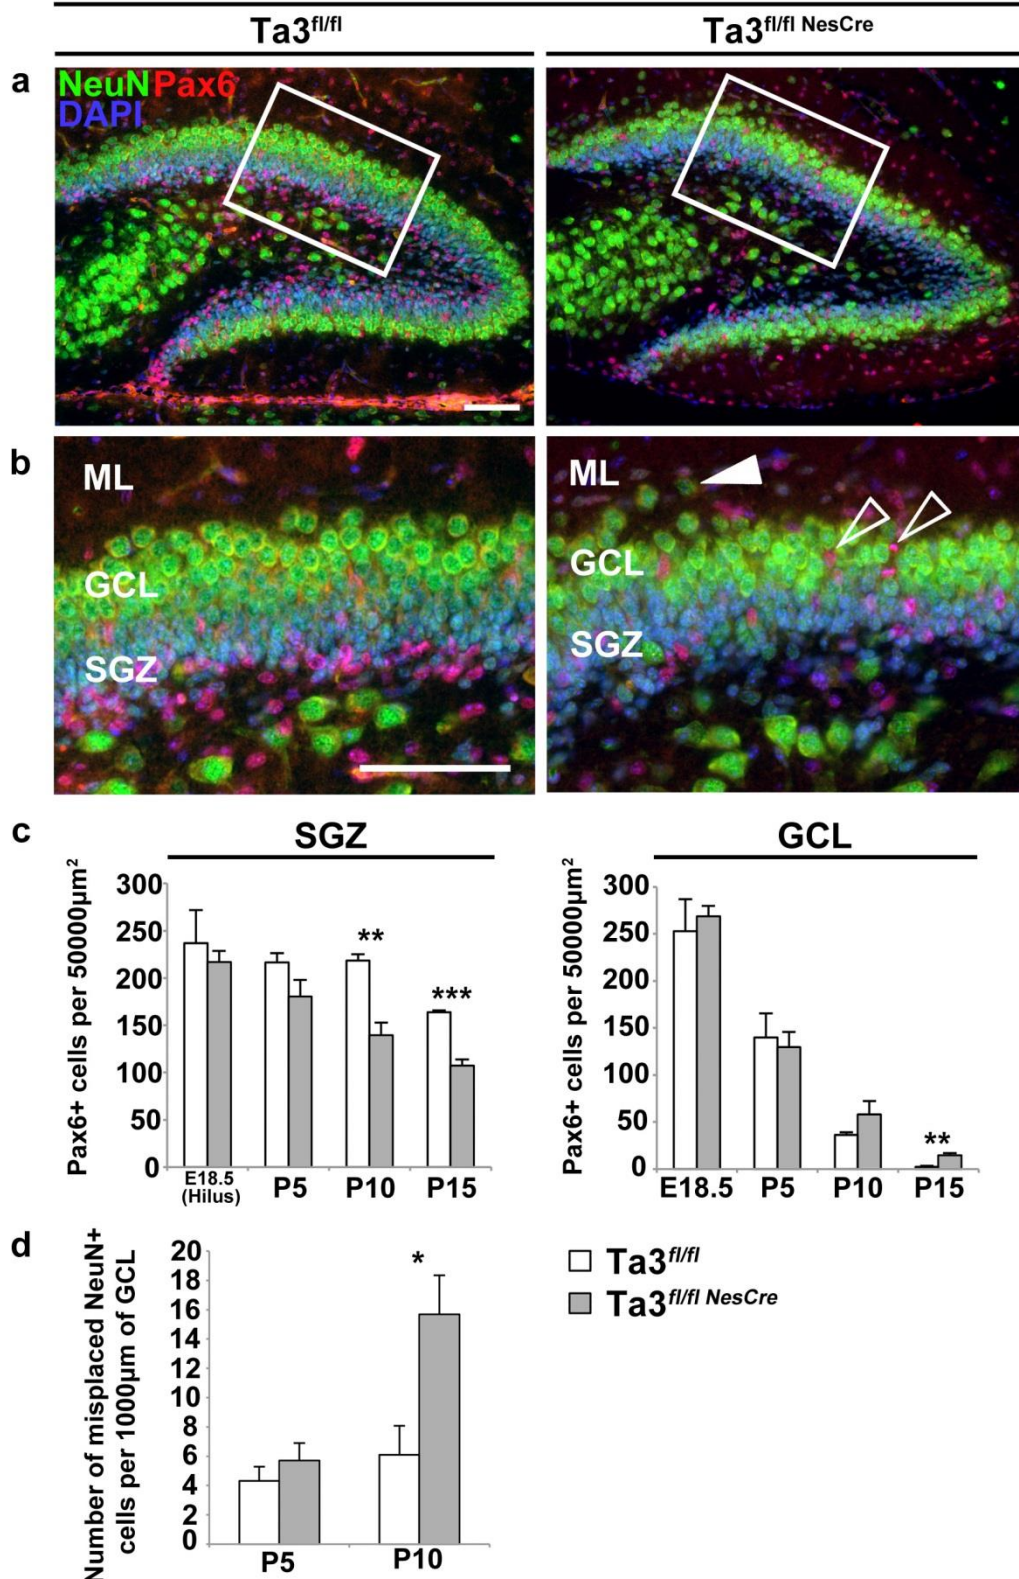 Ta3fl/fl
Ta3fl/fl NesCre
a
NeuN Pax6
DAPI
b
ML
GCL
SGZ
ML
GCL
SGZ
c
SGZ
Pax6+ cells per 50000µm²
300
250
200
150
100
50
0
**
***
E18.5
(Hilus)
P5
P10
P15
GCL
Pax6+ cells per 50000µm²
300
250
200
150
100
50
0
**
E18.5
P5
P10
P15
d
Number of misplaced NeuN+
cells per 1000µm of GCL
20
18
16
14
12
10
8
6
4
2
0
*
P5
P10
Ta3fl/fl
Ta3fl/fl NesCre